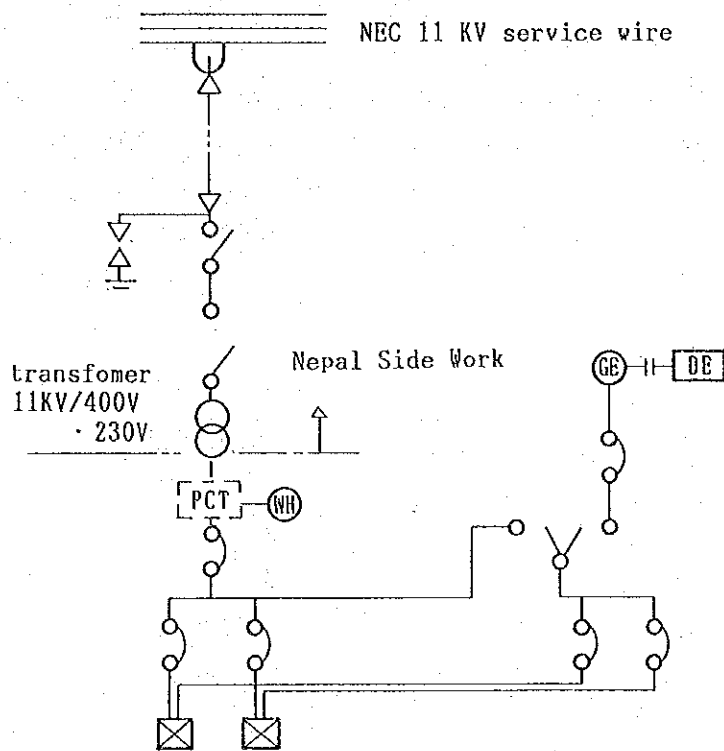 NEC 11 KV service wire
transfomer
11KV/400V
· 230V
Nepal Side Work
GE
DE
PCT
WH